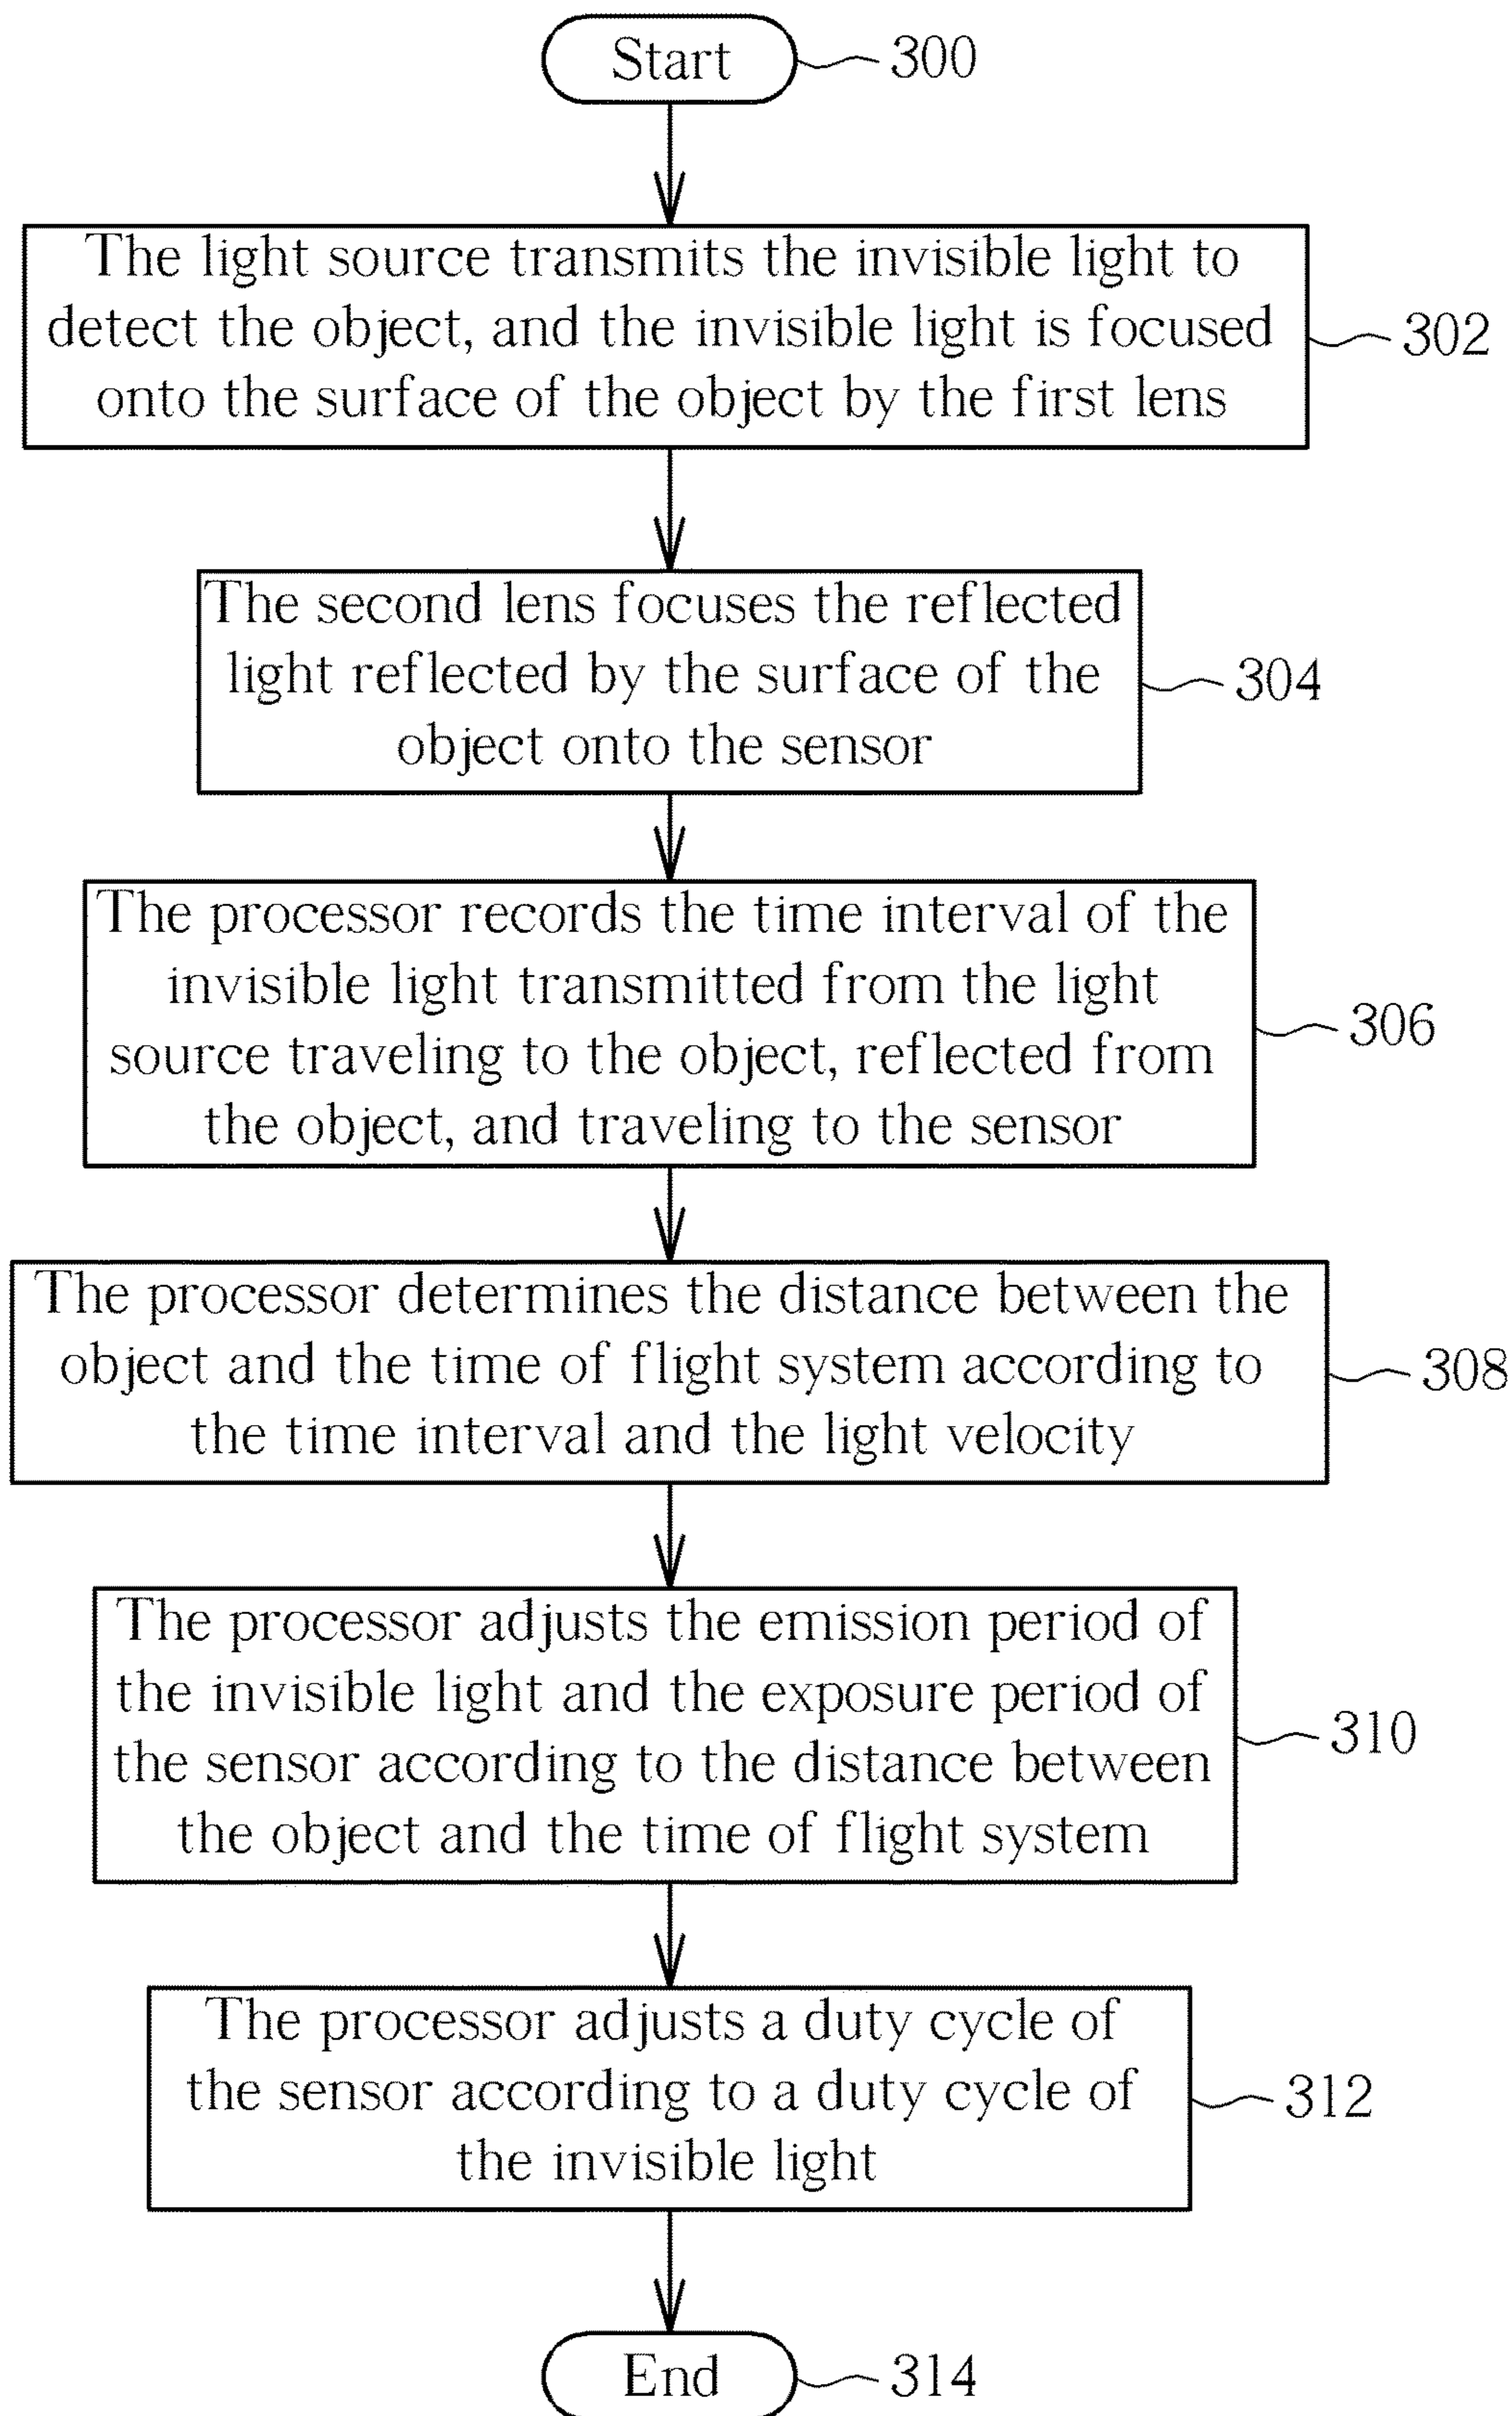 Start
300
The light source transmits the invisible light to
detect the object, and the invisible light is focused
onto the surface of the object by the first lens
302
The second lens focuses the reflected
light reflected by the surface of the
object onto the sensor
304
The processor records the time interval of the
invisible light transmitted from the light
source traveling to the object, reflected from
the object, and traveling to the sensor
306
The processor determines the distance between the
object and the time of flight system according to
the time interval and the light velocity
308
The processor adjusts the emission period of
the invisible light and the exposure period of
the sensor according to the distance between
the object and the time of flight system
310
The processor adjusts a duty cycle of
the sensor according to a duty cycle of
the invisible light
312
End
314